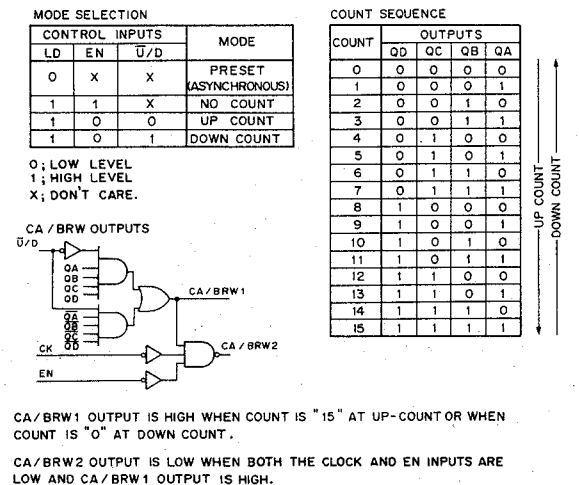 MODE SELECTION
CONTROL INPUTS MODE
LD EN U̅/D
0 X X PRESET (ASYNCHRONOUS)
1 1 X NO COUNT
1 0 0 UP COUNT
1 0 1 DOWN COUNT
0; LOW LEVEL
1; HIGH LEVEL
X; DON'T CARE.
CA / BRW OUTPUTS
U̅/D
QA
QB
QC
QD
Q̅A̅
Q̅B̅
Q̅C̅
Q̅D̅
CK
EN
CA/BRW1
CA/BRW2
COUNT SEQUENCE
COUNT OUTPUTS
QD QC QB QA
0 0 0 0 0
1 0 0 0 1
2 0 0 1 0
3 0 0 1 1
4 0 1 0 0
5 0 1 0 1
6 0 1 1 0
7 0 1 1 1
8 1 0 0 0
9 1 0 0 1
10 1 0 1 0
11 1 0 1 1
12 1 1 0 0
13 1 1 0 1
14 1 1 1 0
15 1 1 1 1
UP COUNT
DOWN COUNT
CA/BRW1 OUTPUT IS HIGH WHEN COUNT IS "15" AT UP-COUNT OR WHEN
COUNT IS "0" AT DOWN COUNT.
CA/BRW2 OUTPUT IS LOW WHEN BOTH THE CLOCK AND EN INPUTS ARE
LOW AND CA/BRW1 OUTPUT IS HIGH.